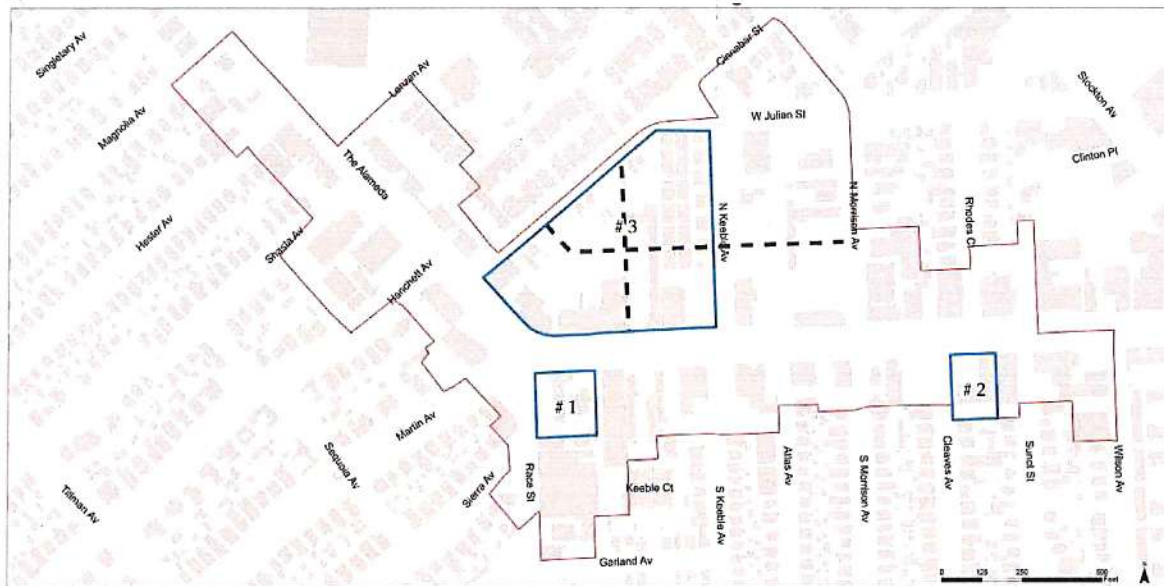 Singletary Av
Cinnabar St
Lenzen Av
Stockton Av
Magnolia Av
W Julian St
The Alameda
Clinton Pl
Hester Av
Shasta Av
# 3
N Keeble Av
N Morrison Av
Rhodes Ct
Hanchett Av
# 1
# 2
Martin Av
Sequoia Av
Sierra Av
Race St
Keeble Ct
S Keeble Av
Atlas Av
S Morrison Av
Cleaves Av
Sunol St
Wilson Av
Tillman Av
Garland Av
N
0 125 250 500
Feet